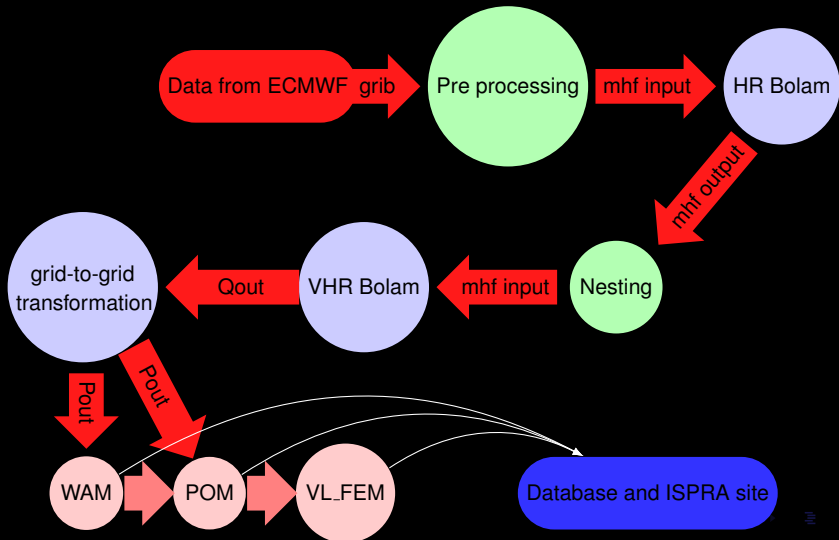 Data from ECMWF
grib
Pre processing
mhf input
HR Bolam
mhf output
Nesting
mhf input
VHR Bolam
Qout
grid-to-grid
transformation
Pout
Pout
WAM
POM
VL_FEM
Database and ISPRA site